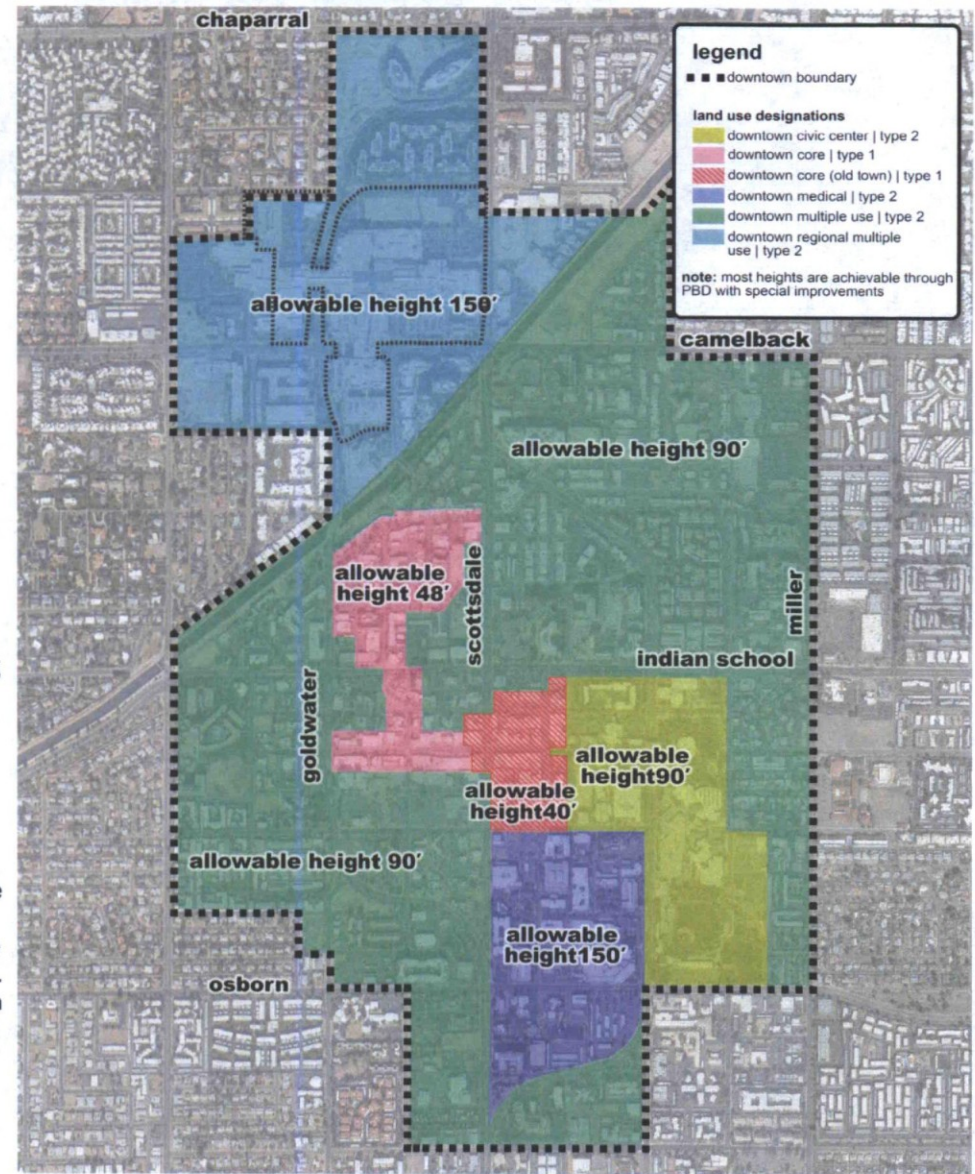 chaparral
legend
downtown boundary
land use designations
downtown civic center | type 2
downtown core | type 1
downtown core (old town) | type 1
downtown medical | type 2
downtown multiple use | type 2
downtown regional multiple
use | type 2
note: most heights are achievable through
PBD with special improvements
allowable height 150'
camelback
allowable height 90'
allowable
height 48'
scottsdale
miller
indian school
goldwater
allowable
height90'
allowable
height40'
allowable height 90'
allowable
height150'
osborn